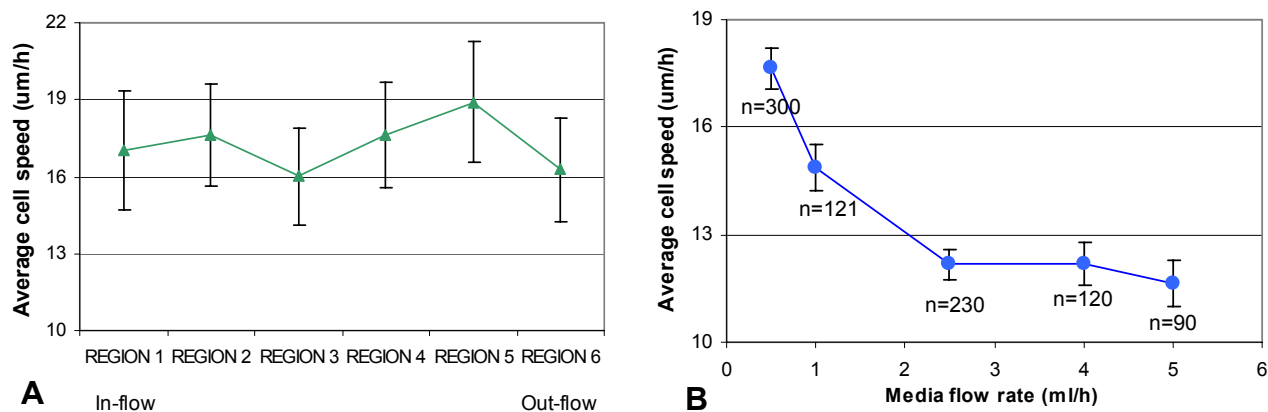 Average cell speed (um/h)
22
19
16
13
10
REGION 1 REGION 2 REGION 3 REGION 4 REGION 5 REGION 6
A
In-flow Out-flow
Average cell speed (um/h)
19
16
13
10
n=300
n=121
n=230
n=120
n=90
0 1 2 3 4 5 6
B
Media flow rate (ml/h)